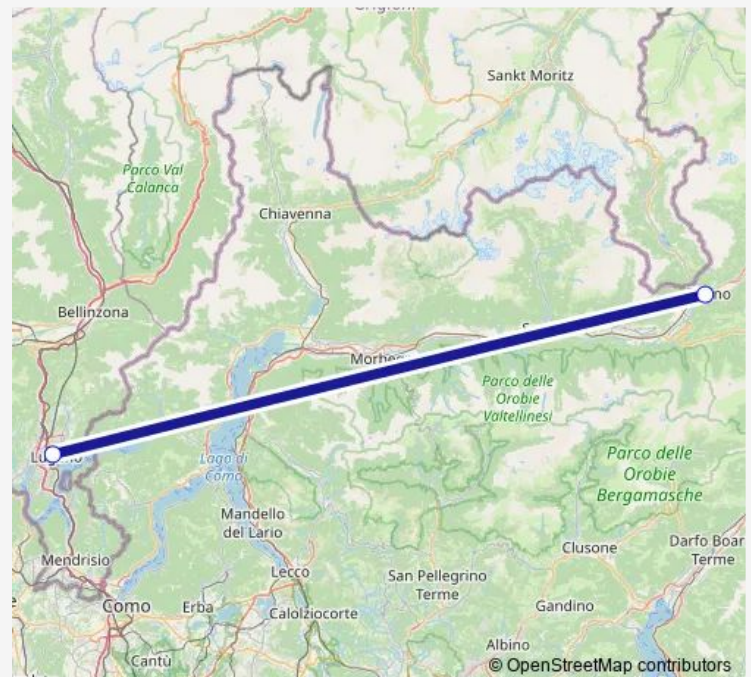 Sankt Moritz
Parco Val
Calanca
Chiavenna
Bellinzona
Parco delle
Orobie
Valtellinesi
Lago di
Como
Parco delle
Orobie
Bergamasche
Mandello
del Lario
Mendrisio
Lecco
Clusone
Darfo Boar
Terme
San Pellegrino
Terme
Como
Erba
Calolziocorte
Gandino
Cantù
Albino
© OpenStreetMap contributors